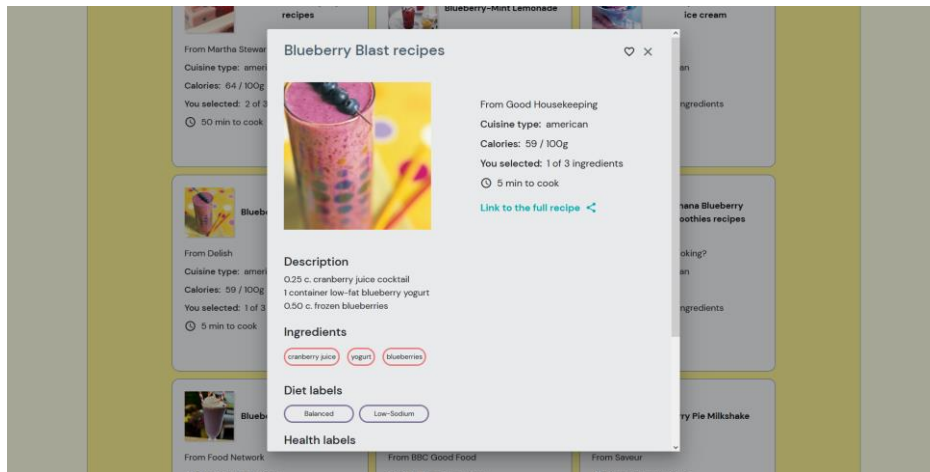 recipes
Blueberry-Mint Lemonade
ice cream
From Martha Stewar
Cuisine type: ameri
Calories: 64 / 100g
You selected: 2 of 3
50 min to cook
an
ngredients
Blueberry Blast recipes
From Good Housekeeping
Cuisine type: american
Calories: 59 / 100g
You selected: 1 of 3 ingredients
5 min to cook
Link to the full recipe
Description
0.25 c. cranberry juice cocktail
1 container low-fat blueberry yogurt
0.50 c. frozen blueberries
Ingredients
cranberry juice yogurt blueberries
Diet labels
Balanced Low-Sodium
Health labels
Blueb
From Delish
Cuisine type: ameri
Calories: 59 / 100g
You selected: 1 of 3
5 min to cook
nana Blueberry
oothies recipes
oking?
an
ngredients
Blueb
From Food Network
From BBC Good Food
ry Pie Milkshake
From Saveur